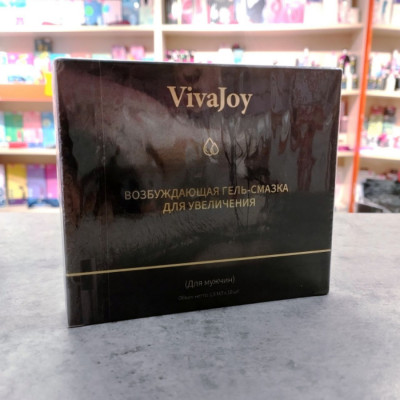 VivaJoy
ВОЗБУЖДАЮЩАЯ ГЕЛЬ-СМАЗКА
ДЛЯ УВЕЛИЧЕНИЯ
(Для мужчин)